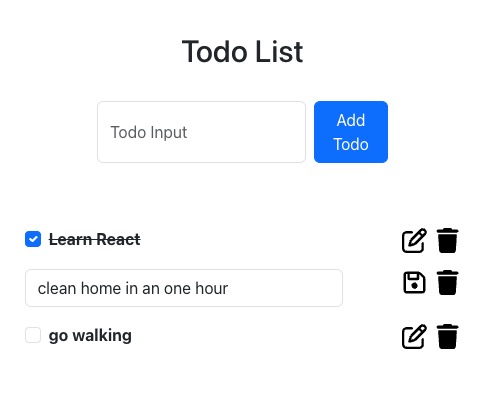 Todo List
Todo Input
Add
Todo
Learn React
clean home in an one hour
go walking